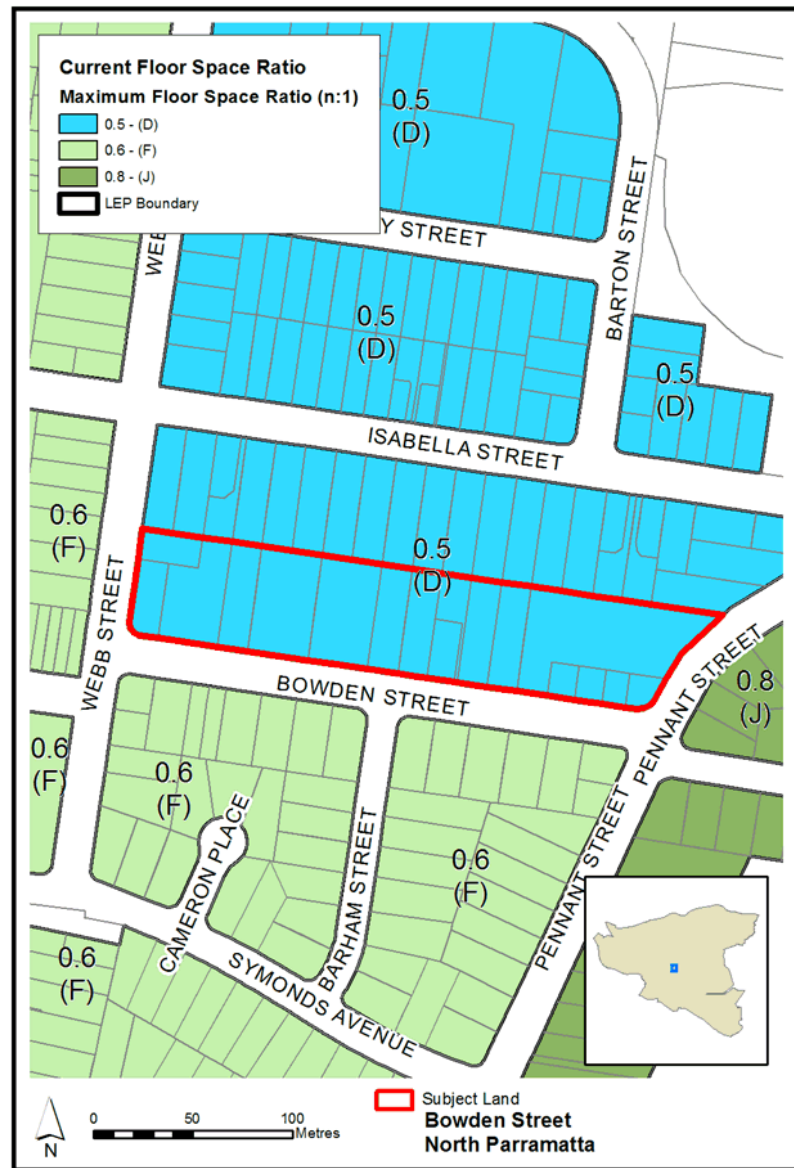 Current Floor Space Ratio
Maximum Floor Space Ratio (n:1)
0.5 - (D)
0.6 - (F)
0.8 - (J)
LEP Boundary
0.5
(D)
Y STREET
WEB
BARTON STREET
0.5
(D)
0.5
(D)
ISABELLA STREET
0.6
(F)
0.5
(D)
WEBB STREET
BOWDEN STREET
PENNANT STREET
0.8
(J)
0.6
(F)
0.6
(F)
CAMERON PLACE
BARHAM STREET
0.6
(F)
PENNANT STREET
0.6
(F)
SYMONDS AVENUE
N
0 50 100
Metres
Subject Land
Bowden Street
North Parramatta